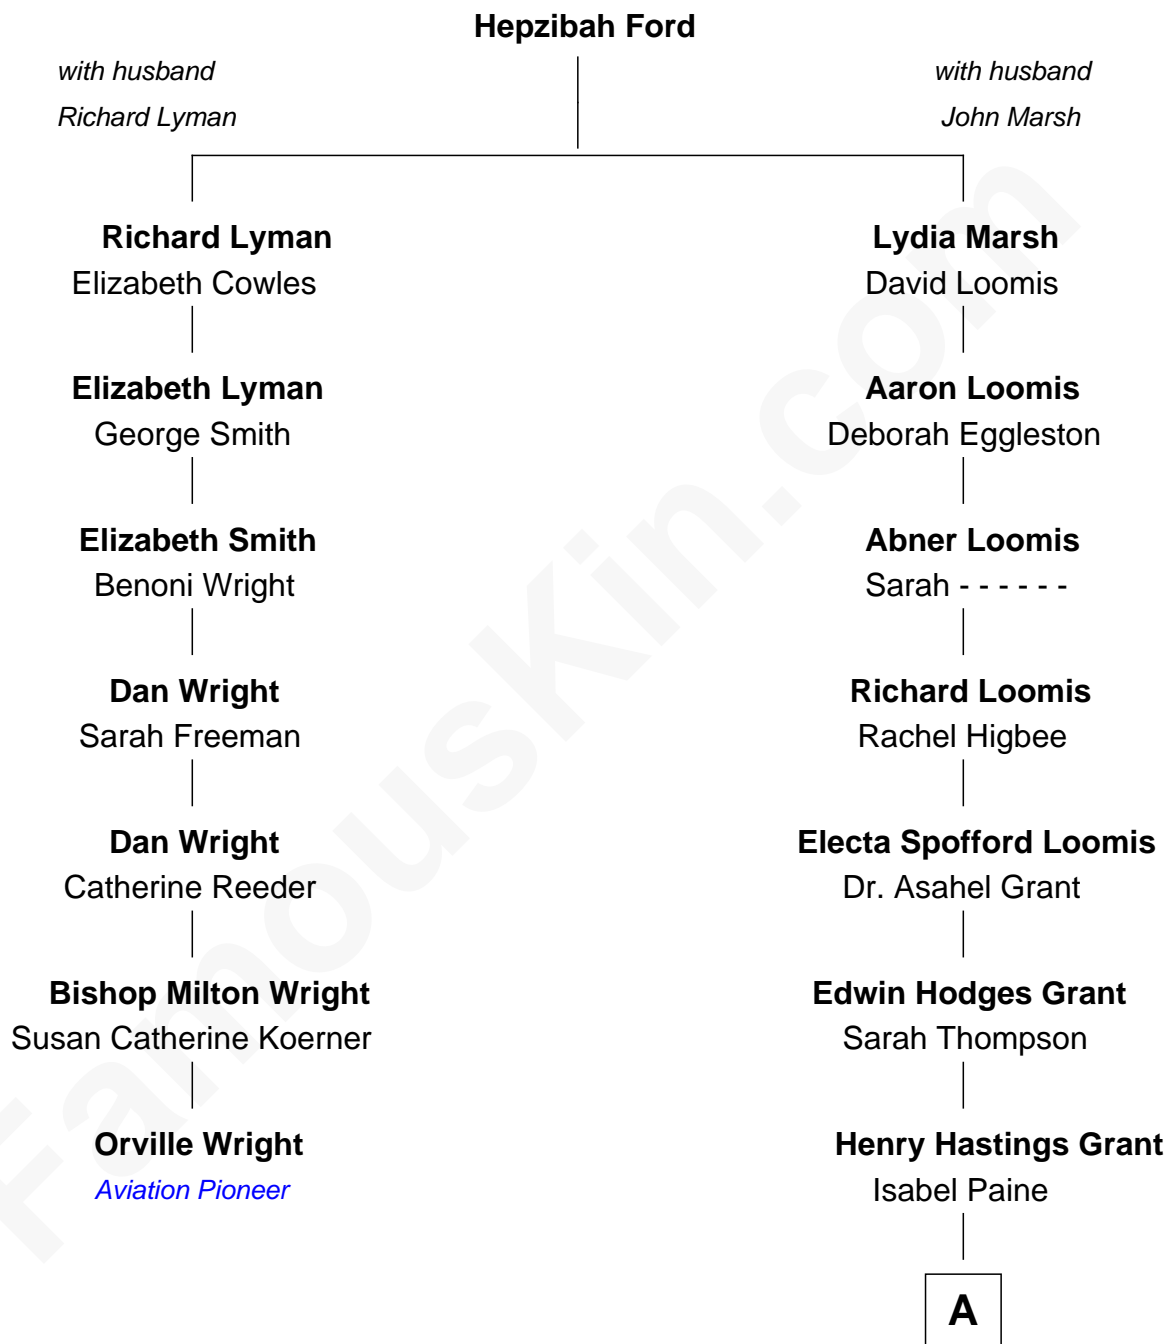 Hepzibah Ford
with husband
Richard Lyman
with husband
John Marsh
Richard Lyman
Elizabeth Cowles
Lydia Marsh
David Loomis
Elizabeth Lyman
George Smith
Aaron Loomis
Deborah Eggleston
Elizabeth Smith
Benoni Wright
Abner Loomis
Sarah - - - - - -
Dan Wright
Sarah Freeman
Richard Loomis
Rachel Higbee
Dan Wright
Catherine Reeder
Electa Spofford Loomis
Dr. Asahel Grant
Bishop Milton Wright
Susan Catherine Koerner
Edwin Hodges Grant
Sarah Thompson
Orville Wright
Aviation Pioneer
Henry Hastings Grant
Isabel Paine
A
FamousKin.com